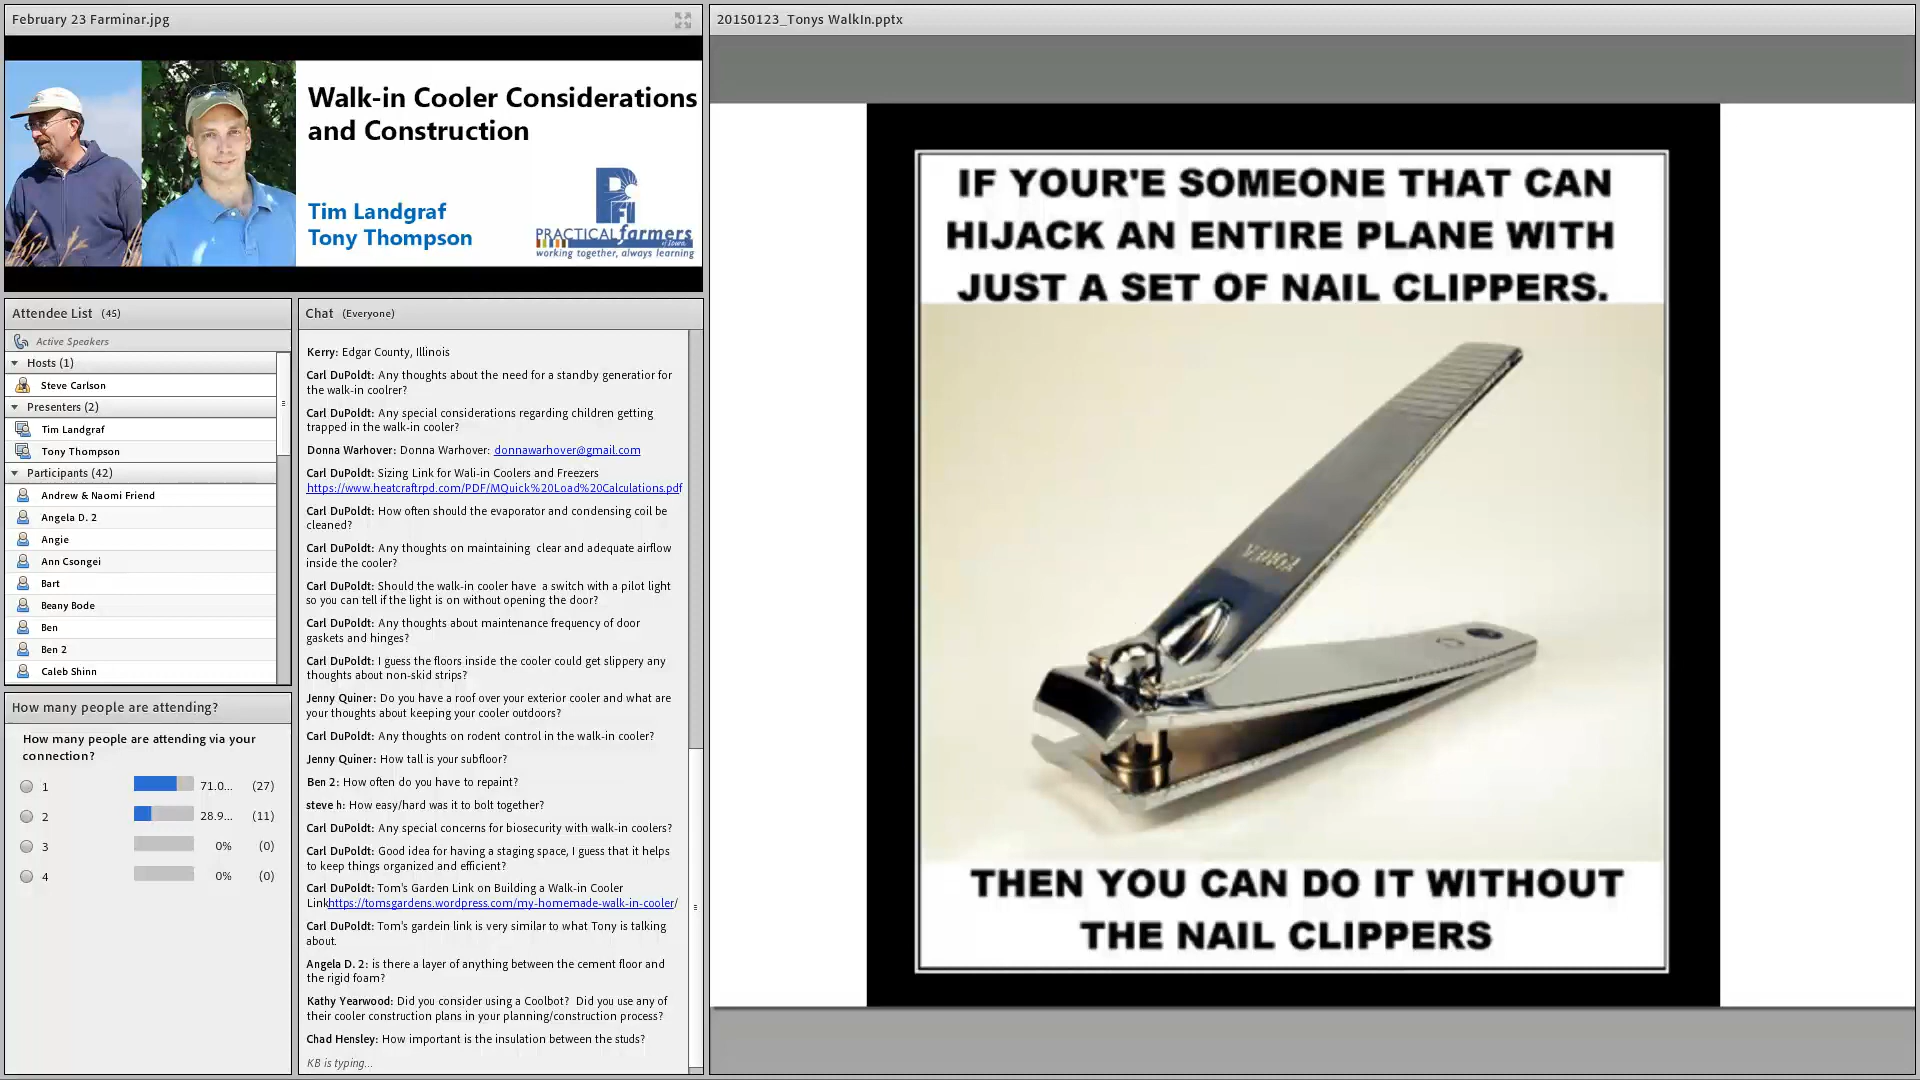 February 23 Farminar.jpg
Walk-in Cooler Considerations
and Construction
Tim Landgraf
Tony Thompson
PFI
PRACTICAL farmers
of Iowa
working together, always learning
Attendee List (45)
Active Speakers
Hosts (1)
Steve Carlson
Presenters (2)
Tim Landgraf
Tony Thompson
Participants (42)
Andrew & Naomi Friend
Angela D. 2
Angie
Ann Csongei
Bart
Beany Bode
Ben
Ben 2
Caleb Shinn
How many people are attending?
How many people are attending via your
connection?
1 71.0... (27)
2 28.9... (11)
3 0% (0)
4 0% (0)
Chat (Everyone)
Kerry: Edgar County, Illinois
Carl DuPoldt: Any thoughts about the need for a standby generatior for
the walk-in coolrer?
Carl DuPoldt: Any special considerations regarding children getting
trapped in the walk-in cooler?
Donna Warhover: Donna Warhover: donnawarhover@gmail.com
Carl DuPoldt: Sizing Link for Wali-in Coolers and Freezers
https://www.heatcraftrpd.com/PDF/MQuick%20Load%20Calculations.pdf
Carl DuPoldt: How often should the evaporator and condensing coil be
cleaned?
Carl DuPoldt: Any thoughts on maintaining clear and adequate airflow
inside the cooler?
Carl DuPoldt: Should the walk-in cooler have a switch with a pilot light
so you can tell if the light is on without opening the door?
Carl DuPoldt: Any thoughts about maintenance frequency of door
gaskets and hinges?
Carl DuPoldt: I guess the floors inside the cooler could get slippery any
thoughts about non-skid strips?
Jenny Quiner: Do you have a roof over your exterior cooler and what are
your thoughts about keeping your cooler outdoors?
Carl DuPoldt: Any thoughts on rodent control in the walk-in cooler?
Jenny Quiner: How tall is your subfloor?
Ben 2: How often do you have to repaint?
steve h: How easy/hard was it to bolt together?
Carl DuPoldt: Any special concerns for biosecurity with walk-in coolers?
Carl DuPoldt: Good idea for having a staging space, I guess that it helps
to keep things organized and efficient?
Carl DuPoldt: Tom's Garden Link on Building a Walk-in Cooler
Linkhttps://tomsgardens.wordpress.com/my-homemade-walk-in-cooler/
Carl DuPoldt: Tom's gardein link is very similar to what Tony is talking
about.
Angela D. 2: is there a layer of anything between the cement floor and
the rigid foam?
Kathy Yearwood: Did you consider using a Coolbot? Did you use any of
their cooler construction plans in your planning/construction process?
Chad Hensley: How important is the insulation between the studs?
KB is typing...
20150123_Tonys WalkIn.pptx
IF YOUR'E SOMEONE THAT CAN
HIJACK AN ENTIRE PLANE WITH
JUST A SET OF NAIL CLIPPERS.
KOREA
THEN YOU CAN DO IT WITHOUT
THE NAIL CLIPPERS